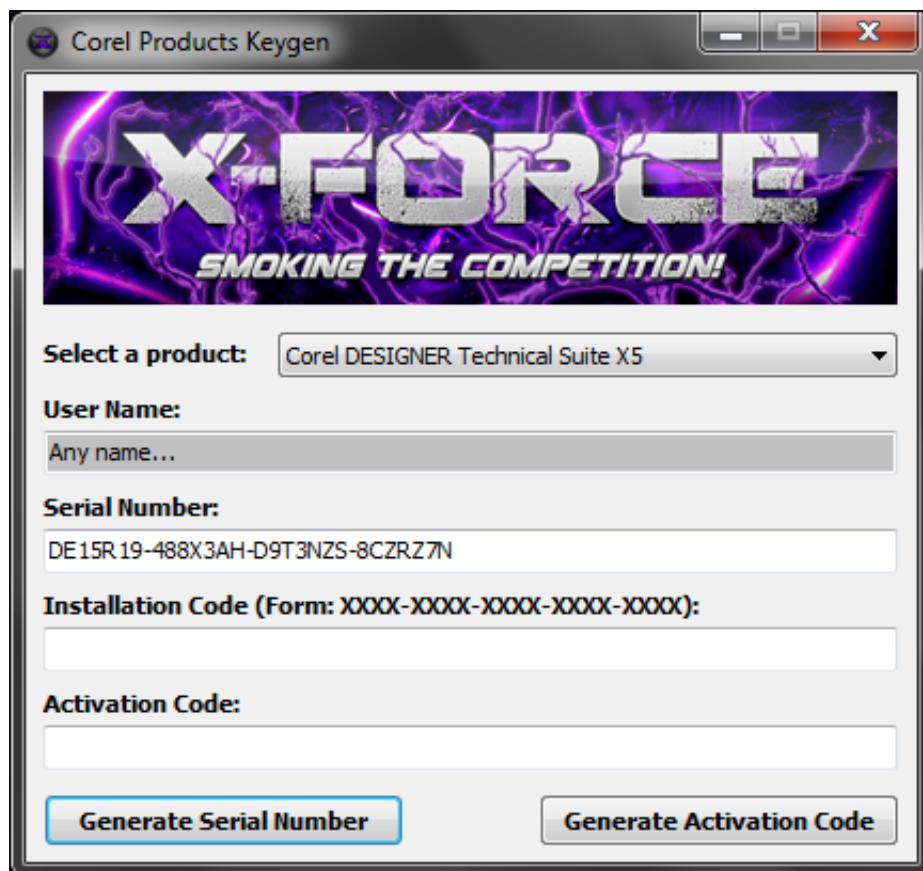 Corel Products Keygen
X-FORCE
SMOKING THE COMPETITION!
Select a product: Corel DESIGNER Technical Suite X5
User Name:
Any name...
Serial Number:
DE15R19-488X3AH-D9T3NZS-8CZRZ7N
Installation Code (Form: XXXX-XXXX-XXXX-XXXX-XXXX):
Activation Code:
Generate Serial Number Generate Activation Code